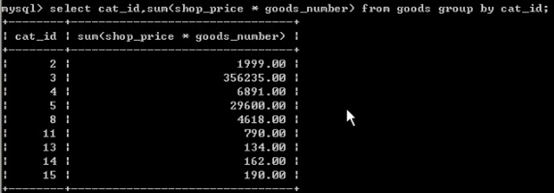 mysql> select cat_id,sum(shop_price * goods_number) from goods group by cat_id;
+--------+--------------------------------+
| cat_id | sum(shop_price * goods_number) |
+--------+--------------------------------+
| 2 | 1999.00 |
| 3 | 356235.00 |
| 4 | 6891.00 |
| 5 | 29600.00 |
| 8 | 4618.00 |
| 11 | 790.00 |
| 13 | 134.00 |
| 14 | 162.00 |
| 15 | 190.00 |
+--------+--------------------------------+